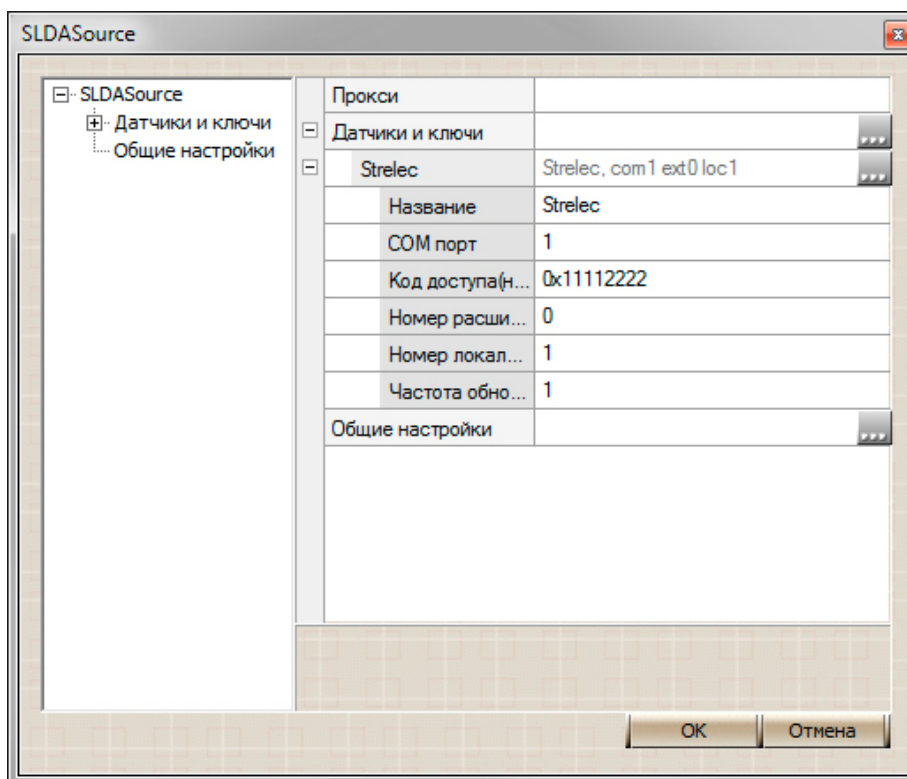 SLDASource
SLDASource
Датчики и ключи
Общие настройки
Прокси
Датчики и ключи
Strelec Strelec, com1 ext0 loc1
Название Strelec
COM порт 1
Код доступа(н... 0x11112222
Номер расши... 0
Номер локал... 1
Частота обно... 1
Общие настройки
OK Отмена